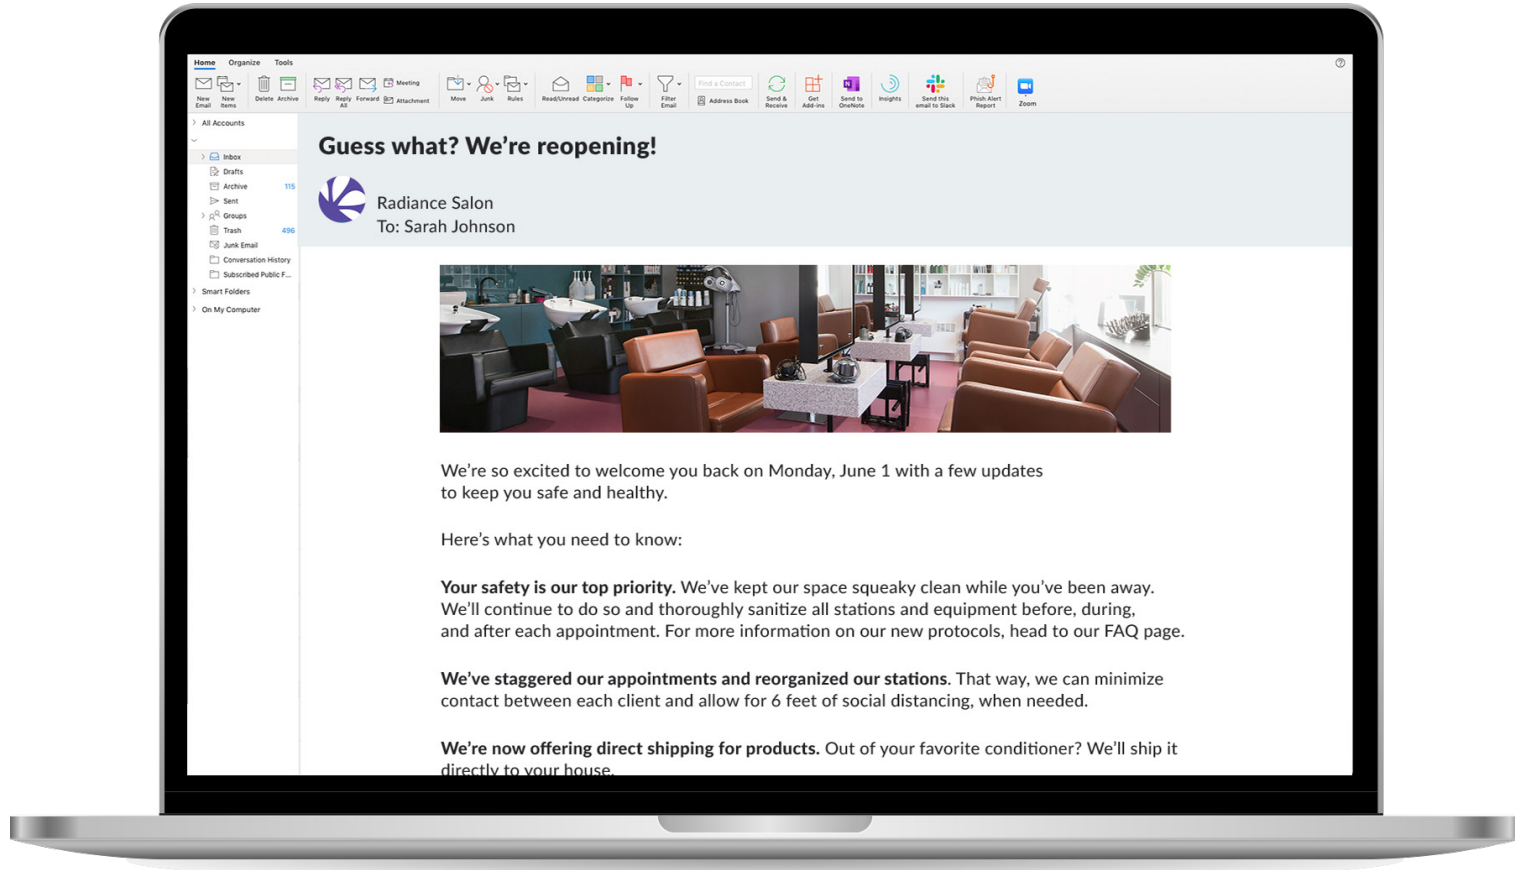 Home Organize Tools
New Email
New Items
Delete
Archive
Reply
Reply All
Forward
Meeting
Attachment
Move
Junk
Rules
Read/Unread
Categorize
Follow Up
Filter Email
Find a Contact
Address Book
Send & Receive
Get Add-ins
Send to OneNote
Insights
Send this email to Slack
Phish Alert Report
Zoom
All Accounts
Inbox
Drafts
Archive 115
Sent
Groups
Trash 496
Junk Email
Conversation History
Subscribed Public F...
Smart Folders
On My Computer
Guess what? We’re reopening!
Radiance Salon
To: Sarah Johnson
We’re so excited to welcome you back on Monday, June 1 with a few updates
to keep you safe and healthy.
Here’s what you need to know:
Your safety is our top priority. We’ve kept our space squeaky clean while you’ve been away.
We’ll continue to do so and thoroughly sanitize all stations and equipment before, during,
and after each appointment. For more information on our new protocols, head to our FAQ page.
We’ve staggered our appointments and reorganized our stations. That way, we can minimize
contact between each client and allow for 6 feet of social distancing, when needed.
We’re now offering direct shipping for products. Out of your favorite conditioner? We’ll ship it
directly to your house.